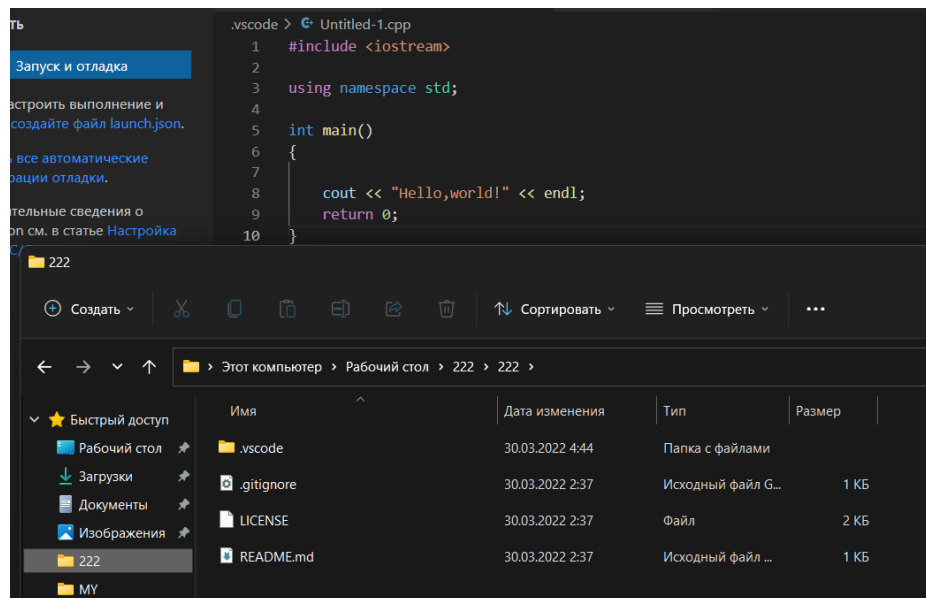 ть
.vscode > Untitled-1.cpp
Запуск и отладка
астроить выполнение и
создайте файл launch.json.
все автоматические
рации отладки.
тельные сведения о
on см. в статье Настройка
C/
1 #include <iostream>
2
3 using namespace std;
4
5 int main()
6 {
7
8 cout << "Hello,world!" << endl;
9 return 0;
10 }
222
Создать
Сортировать
Просмотреть
Этот компьютер > Рабочий стол > 222 > 222 >
Быстрый доступ
Рабочий стол
Загрузки
Документы
Изображения
222
MY
Имя Дата изменения Тип Размер
.vscode 30.03.2022 4:44 Папка с файлами
.gitignore 30.03.2022 2:37 Исходный файл G... 1 КБ
LICENSE 30.03.2022 2:37 Файл 2 КБ
README.md 30.03.2022 2:37 Исходный файл ... 1 КБ